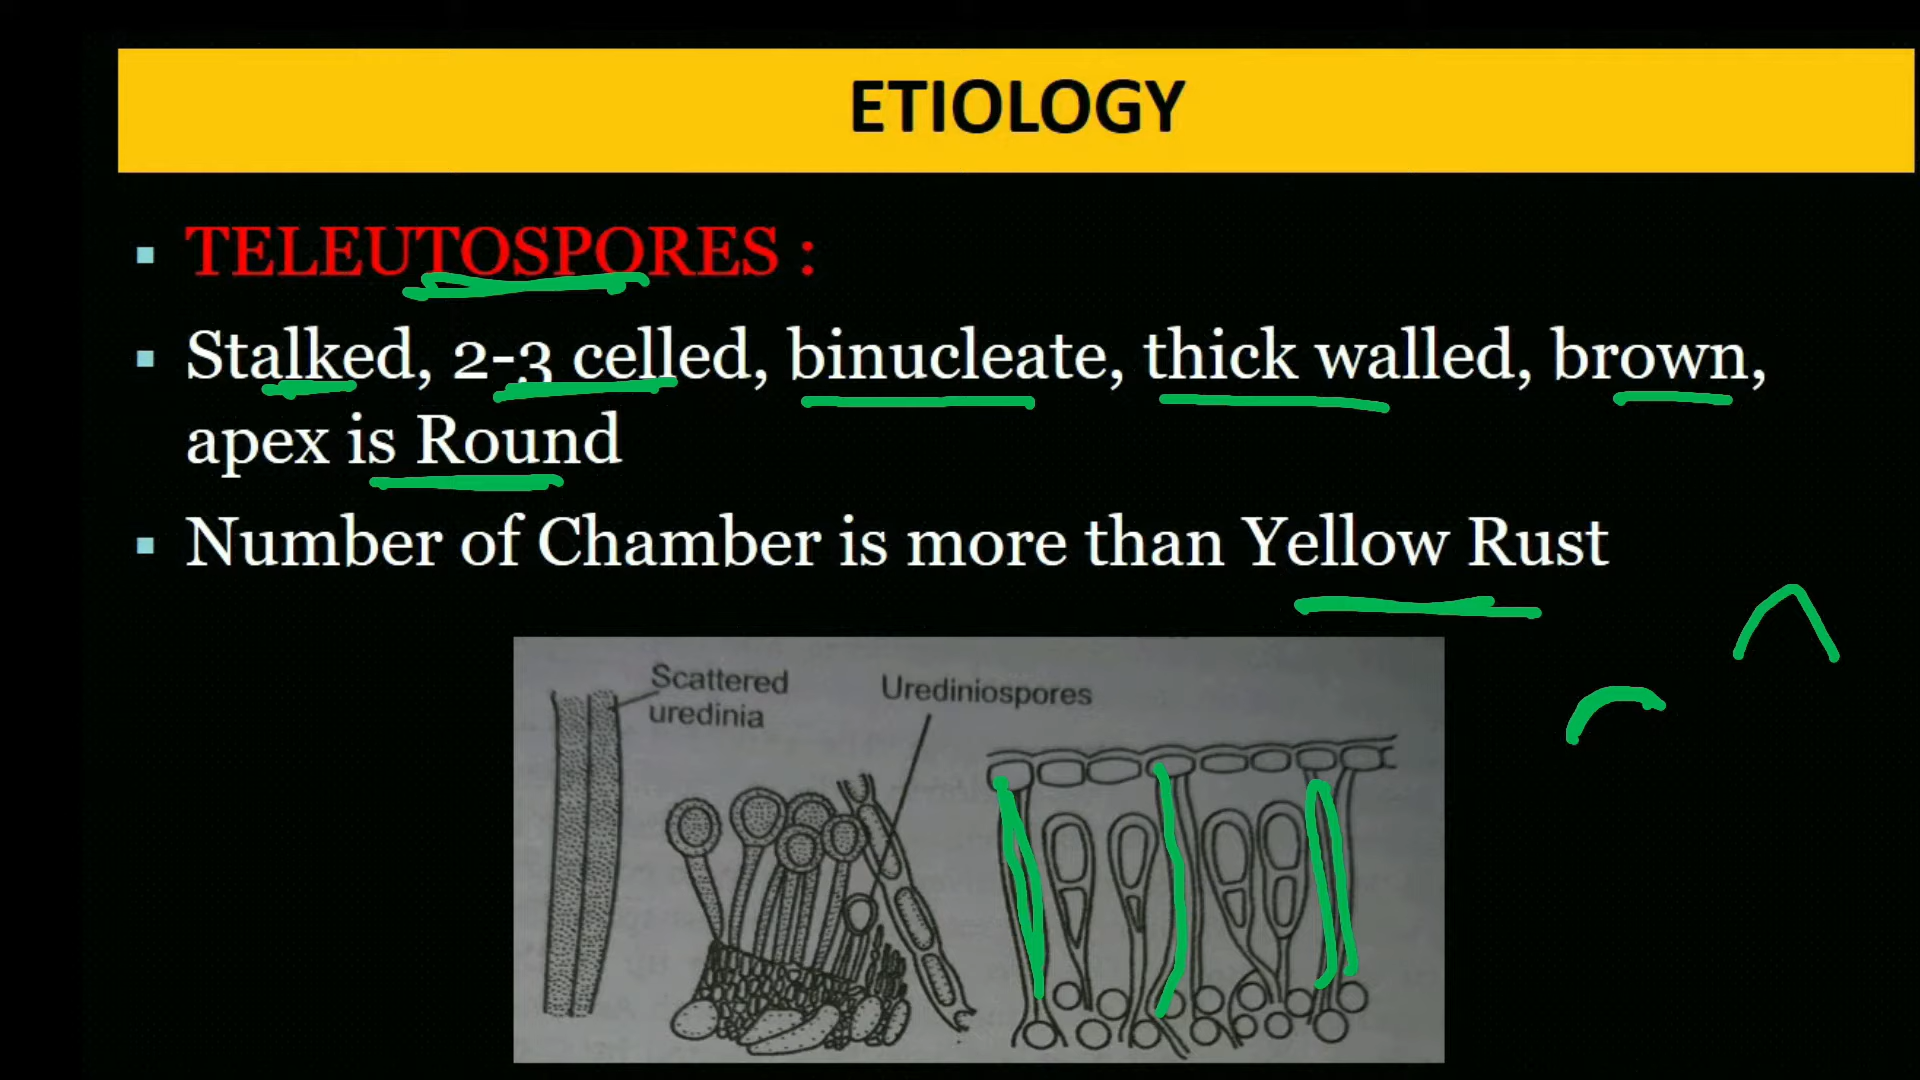 ETIOLOGY
TELEUTOSPORES :
Stalked, 2-3 celled, binucleate, thick walled, brown,
apex is Round
Number of Chamber is more than Yellow Rust
Scattered
uredinia
Urediniospores